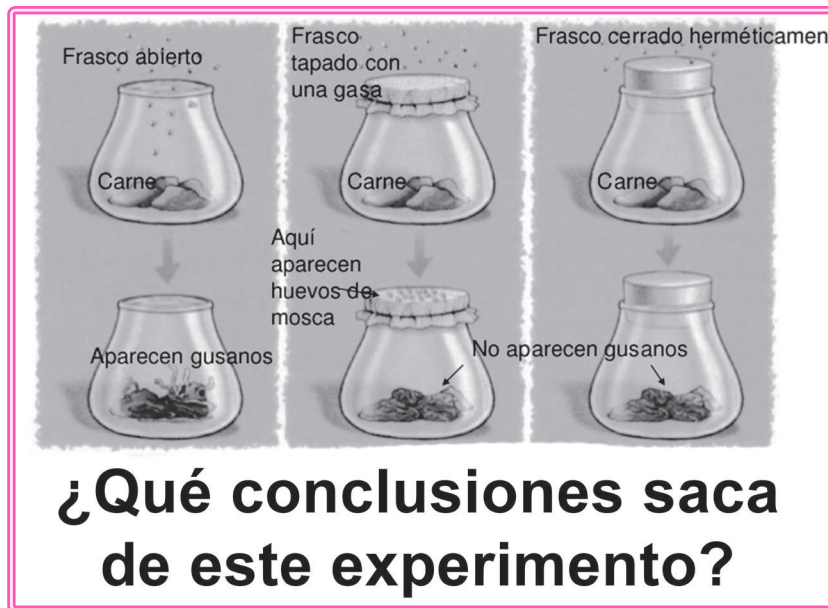 Frasco abierto
Frasco
tapado con
una gasa
Frasco cerrado herméticamen
Carne
Carne
Carne
Aquí
aparecen
huevos de
mosca
Aparecen gusanos
No aparecen gusanos
¿Qué conclusiones saca
de este experimento?